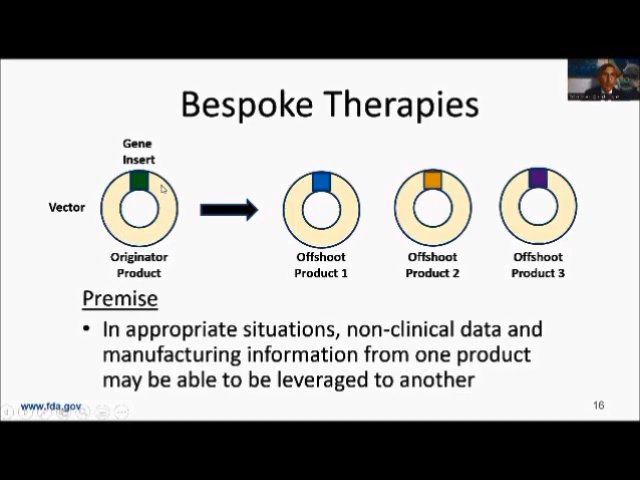 Bespoke Therapies
Gene
Insert
Vector
Originator
Product
Offshoot
Product 1
Offshoot
Product 2
Offshoot
Product 3
Premise
• In appropriate situations, non-clinical data and
manufacturing information from one product
may be able to be leveraged to another
www.fda.gov
16